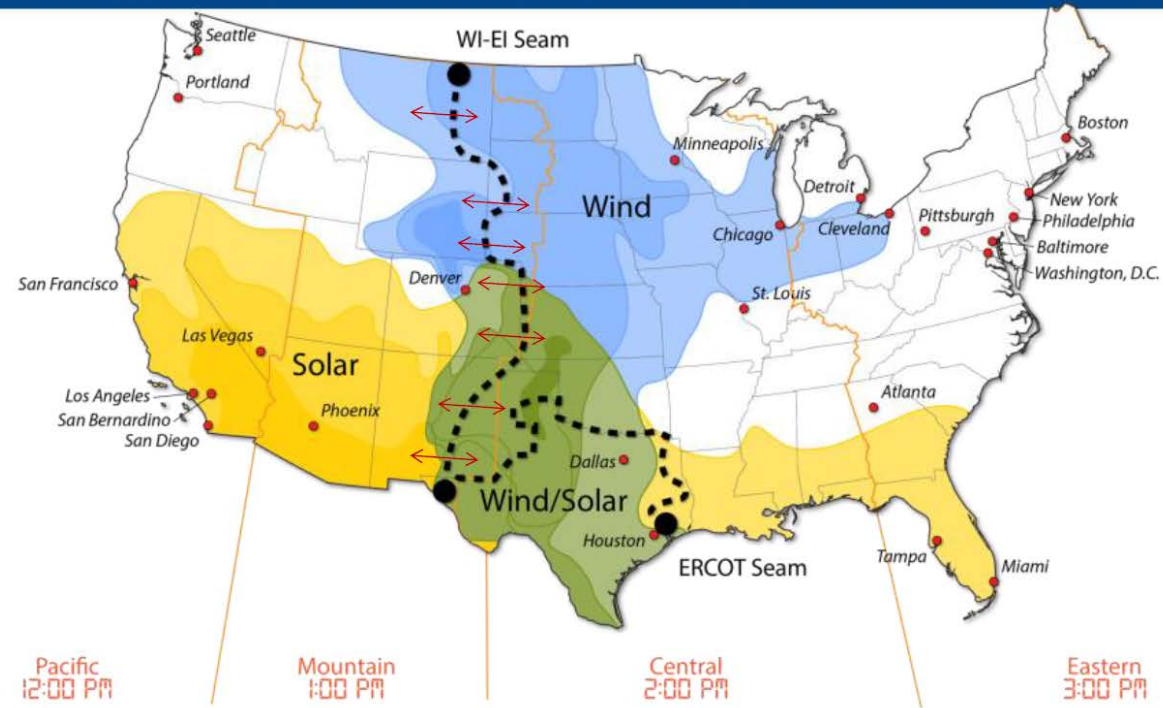 WI-EI Seam
Seattle
Portland
Minneapolis
Boston
Detroit
New York
Wind
Pittsburgh
Philadelphia
Chicago
Cleveland
Baltimore
Washington, D.C.
Denver
San Francisco
St. Louis
Las Vegas
Solar
Los Angeles
Atlanta
San Bernardino
Phoenix
San Diego
Dallas
Wind/Solar
Houston
ERCOT Seam
Tampa
Miami
Pacific
12:00 PM
Mountain
1:00 PM
Central
2:00 PM
Eastern
3:00 PM